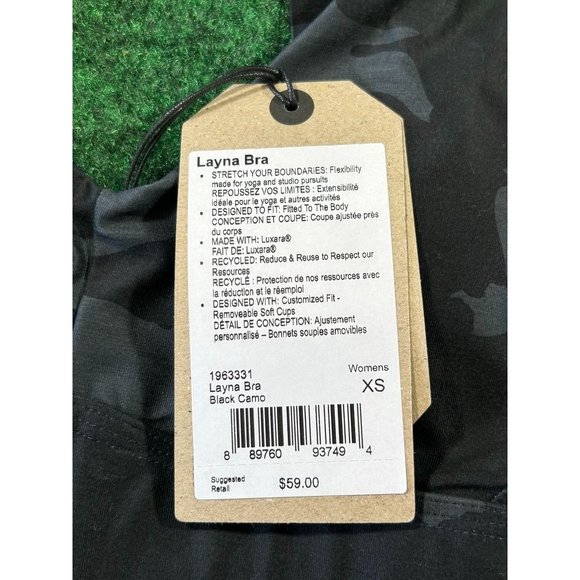 Layna Bra
• STRETCH YOUR BOUNDARIES: Flexibility
made for yoga and studio pursuits
REPOUSSEZ VOS LIMITES : Extensibilité
idéale pour le yoga et autres activités
• DESIGNED TO FIT: Fitted To The Body
CONCEPTION ET COUPE: Coupe ajustée près
du corps
• MADE WITH: Luxara®
FAIT DE: Luxara®
• RECYCLED: Reduce & Reuse to Respect our
Resources
RECYCLÉ : Protection de nos ressources avec
la réduction et le réemploi
• DESIGNED WITH: Customized Fit -
Removeable Soft Cups
DÉTAIL DE CONCEPTION: Ajustement
personnalisé – Bonnets souples amovibles
1963331
Layna Bra
Black Camo
Womens
XS
8 89760 93749 4
Suggested
Retail
$59.00